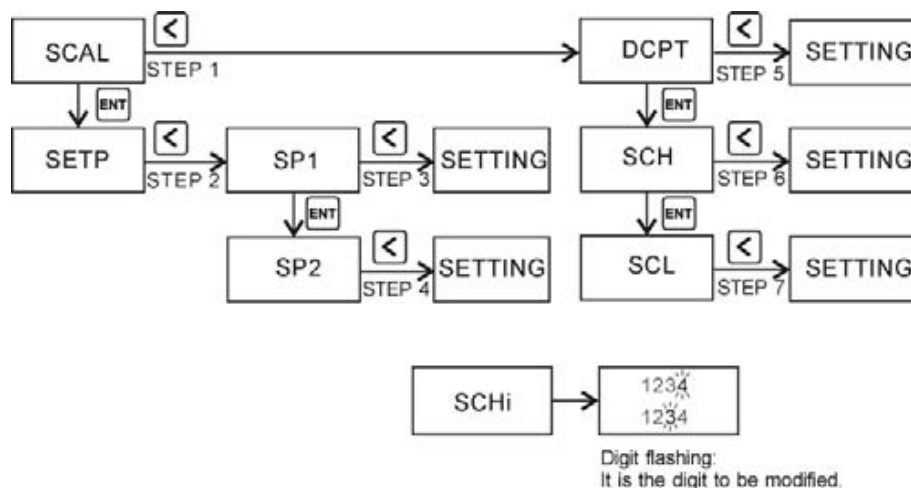 SCAL
<
STEP 1
DCPT
<
STEP 5
SETTING
ENT
ENT
SETP
<
STEP 2
SP1
<
STEP 3
SETTING
SCH
<
STEP 6
SETTING
ENT
ENT
SP2
<
STEP 4
SETTING
SCL
<
STEP 7
SETTING
SCHi
1234
1234
Digit flashing:
It is the digit to be modified.